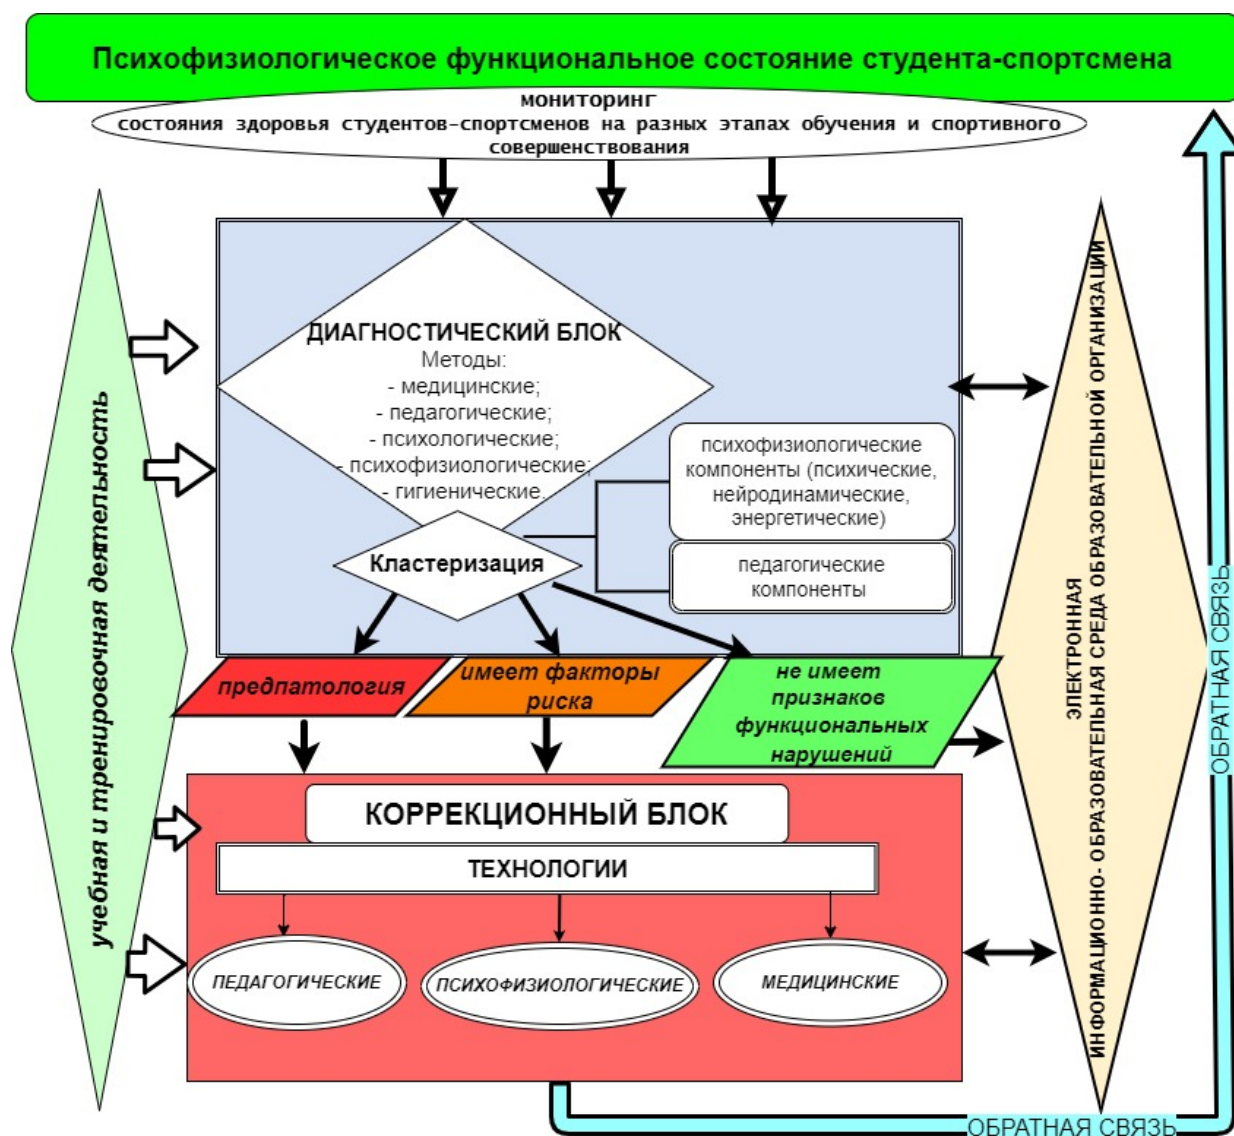 Психофизиологическое функциональное состояние студента-спортсмена
мониторинг
состояния здоровья студентов-спортсменов на разных этапах обучения и спортивного
совершенствования
учебная и тренировочная деятельность
ДИАГНОСТИЧЕСКИЙ БЛОК
Методы:
- медицинские;
- педагогические;
- психологические;
- психофизиологические;
- гигиенические.
психофизиологические
компоненты (психические,
нейродинамические,
энергетические)
Кластеризация
педагогические
компоненты
предпатология
имеет факторы
риска
не имеет
признаков
функциональных
нарушений
КОРРЕКЦИОННЫЙ БЛОК
ТЕХНОЛОГИИ
ПЕДАГОГИЧЕСКИЕ
ПСИХОФИЗИОЛОГИЧЕСКИЕ
МЕДИЦИНСКИЕ
ЭЛЕКТРОННАЯ
ИНФОРМАЦИОННО- ОБРАЗОВАТЕЛЬНАЯ СРЕДА ОБРАЗОВАТЕЛЬНОЙ ОРГАНИЗАЦИИ
ОБРАТНАЯ СВЯЗЬ
ОБРАТНАЯ СВЯЗЬ